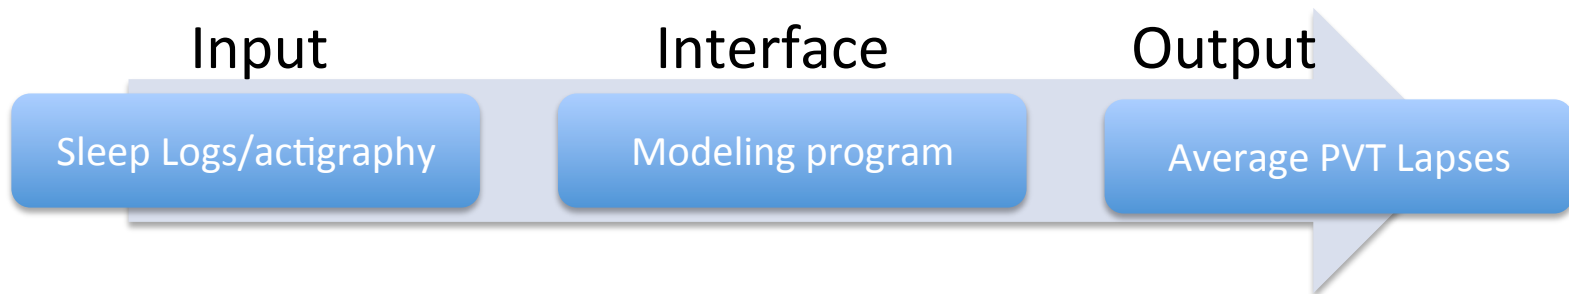 Input
Interface
Output
Sleep Logs/actigraphy
Modeling program
Average PVT Lapses